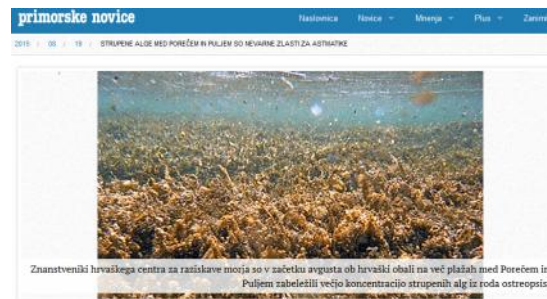 primorske novice
Naslovnica Novice Mnenja Plus Zanimi
2015 / 08 / 19 / STRUPENE ALGE MED POREČEM IN PULJEM SO NEVARNE ZLASTI ZA ASTMATIKE
Znanstveniki hrvaškega centra za raziskave morja so v začetku avgusta ob hrvaški obali na več plažah med Porečem in
Puljem zabeležili večjo koncentracijo strupenih alg iz roda ostreopsis